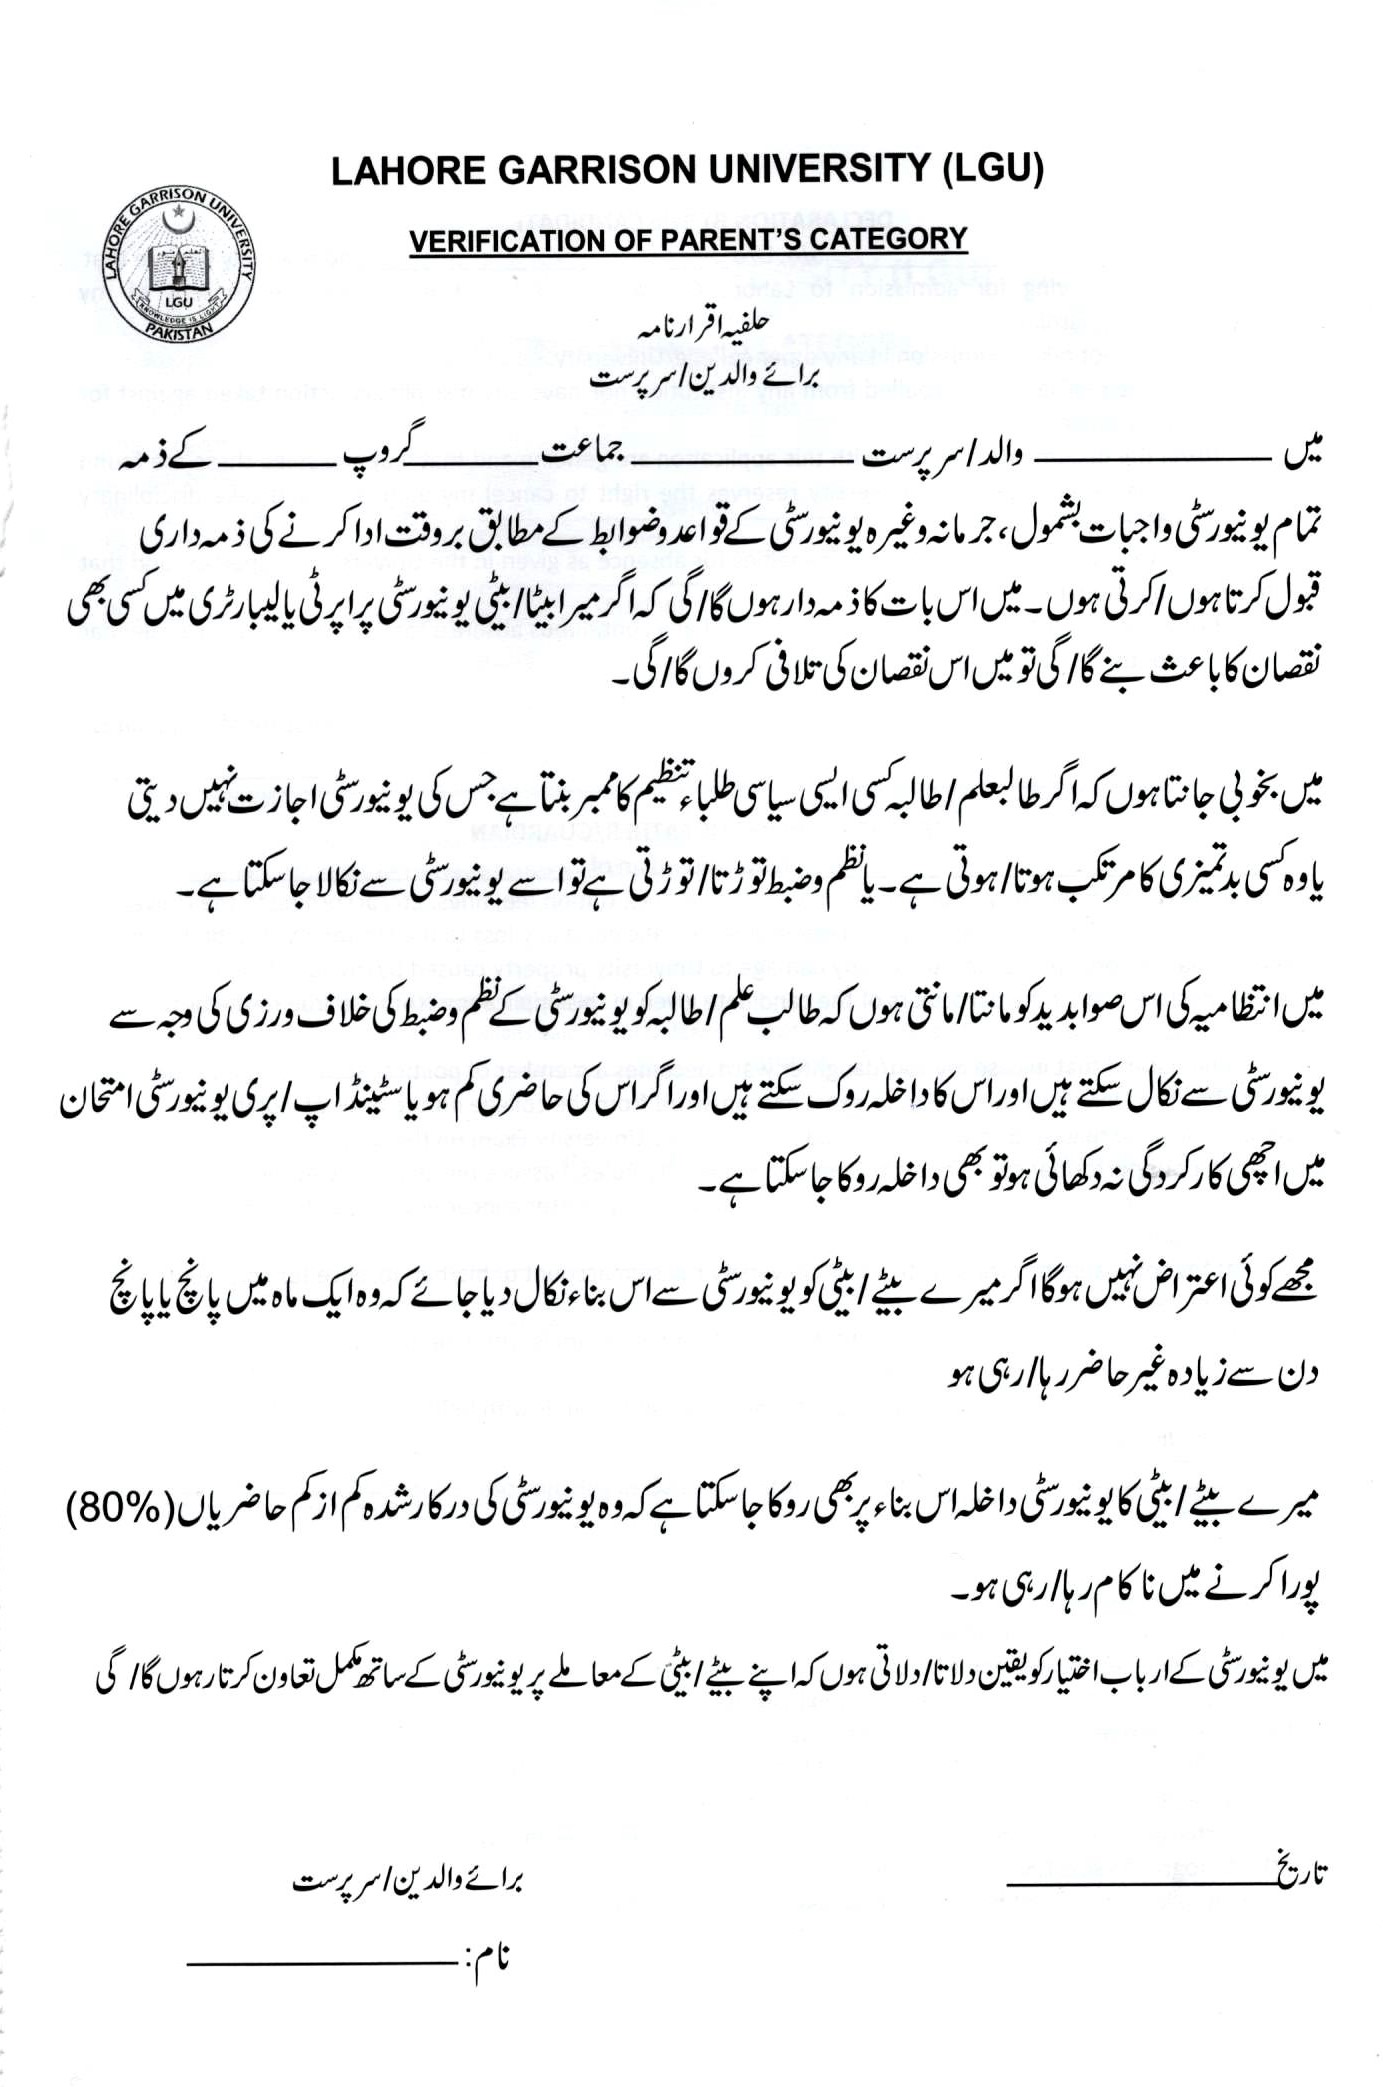 LAHORE GARRISON UNIVERSITY (LGU)
VERIFICATION OF PARENT'S CATEGORY
LAHORE GARRISON UNIVERSITY
LGU
KNOWLEDGE IS LIGHT
PAKISTAN
حلفیہ اقرار نامہ
برائے والدین/سرپرست
میں ____________ والد/سرپرست ____________ جماعت ________ گروپ ________ کے ذمہ
تمام یونیورسٹی واجبات بشمول، جرمانہ وغیرہ یونیورسٹی کے قواعد و ضوابط کے مطابق بروقت ادا کرنے کی ذمہ داری
قبول کرتا ہوں/کرتی ہوں۔ میں اس بات کا ذمہ دار ہوں گا/گی کہ اگر میرا بیٹا/بیٹی یونیورسٹی پراپرٹی یا لیبارٹری میں کسی بھی
نقصان کا باعث بنے گا/گی تو میں اس نقصان کی تلافی کروں گا/گی۔
میں بخوبی جانتا ہوں کہ اگر طالبعلم/طالبہ کسی ایسی سیاسی طلباء تنظیم کا ممبر بنتا ہے جس کی یونیورسٹی اجازت نہیں دیتی
یا وہ کسی بدتمیزی کا مرتکب ہوتا/ہوتی ہے۔ یا نظم و ضبط توڑتا/توڑتی ہے تو اسے یونیورسٹی سے نکالا جا سکتا ہے۔
میں انتظامیہ کی اس صوابدید کو مانتا/مانتی ہوں کہ طالب علم/طالبہ کو یونیورسٹی کے نظم و ضبط کی خلاف ورزی کی وجہ سے
یونیورسٹی سے نکال سکتے ہیں اور اس کا داخلہ روک سکتے ہیں اور اگر اس کی حاضری کم ہو یا سٹینڈ اپ/پری یونیورسٹی امتحان
میں اچھی کارکردگی نہ دکھائی ہو تو بھی داخلہ روکا جا سکتا ہے۔
مجھے کوئی اعتراض نہیں ہوگا اگر میرے بیٹے/بیٹی کو یونیورسٹی سے اس بناء نکال دیا جائے کہ وہ ایک ماہ میں پانچ یا پانچ
دن سے زیادہ غیر حاضر رہا/رہی ہو
میرے بیٹے/بیٹی کا یونیورسٹی داخلہ اس بناء پر بھی روکا جا سکتا ہے کہ وہ یونیورسٹی کی درکار شدہ کم از کم حاضریاں (80%)
پورا کرنے میں ناکام رہا/رہی ہو۔
میں یونیورسٹی کے ارباب اختیار کو یقین دلاتا/دلاتی ہوں کہ اپنے بیٹے/بیٹی کے معاملے پر یونیورسٹی کے ساتھ مکمل تعاون کرتا رہوں گا/گی
تاریخ ____________
برائے والدین/سرپرست
نام: ____________